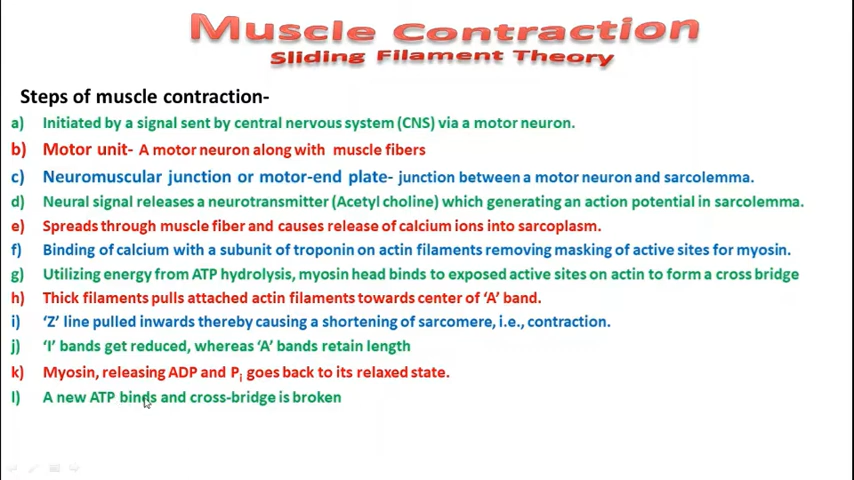 Muscle Contraction
Sliding Filament Theory
Steps of muscle contraction-
a) Initiated by a signal sent by central nervous system (CNS) via a motor neuron.
b) Motor unit- A motor neuron along with muscle fibers
c) Neuromuscular junction or motor-end plate- junction between a motor neuron and sarcolemma.
d) Neural signal releases a neurotransmitter (Acetyl choline) which generating an action potential in sarcolemma.
e) Spreads through muscle fiber and causes release of calcium ions into sarcoplasm.
f) Binding of calcium with a subunit of troponin on actin filaments removing masking of active sites for myosin.
g) Utilizing energy from ATP hydrolysis, myosin head binds to exposed active sites on actin to form a cross bridge
h) Thick filaments pulls attached actin filaments towards center of ‘A’ band.
i) ‘Z’ line pulled inwards thereby causing a shortening of sarcomere, i.e., contraction.
j) ‘I’ bands get reduced, whereas ‘A’ bands retain length
k) Myosin, releasing ADP and Pi goes back to its relaxed state.
l) A new ATP binds and cross-bridge is broken